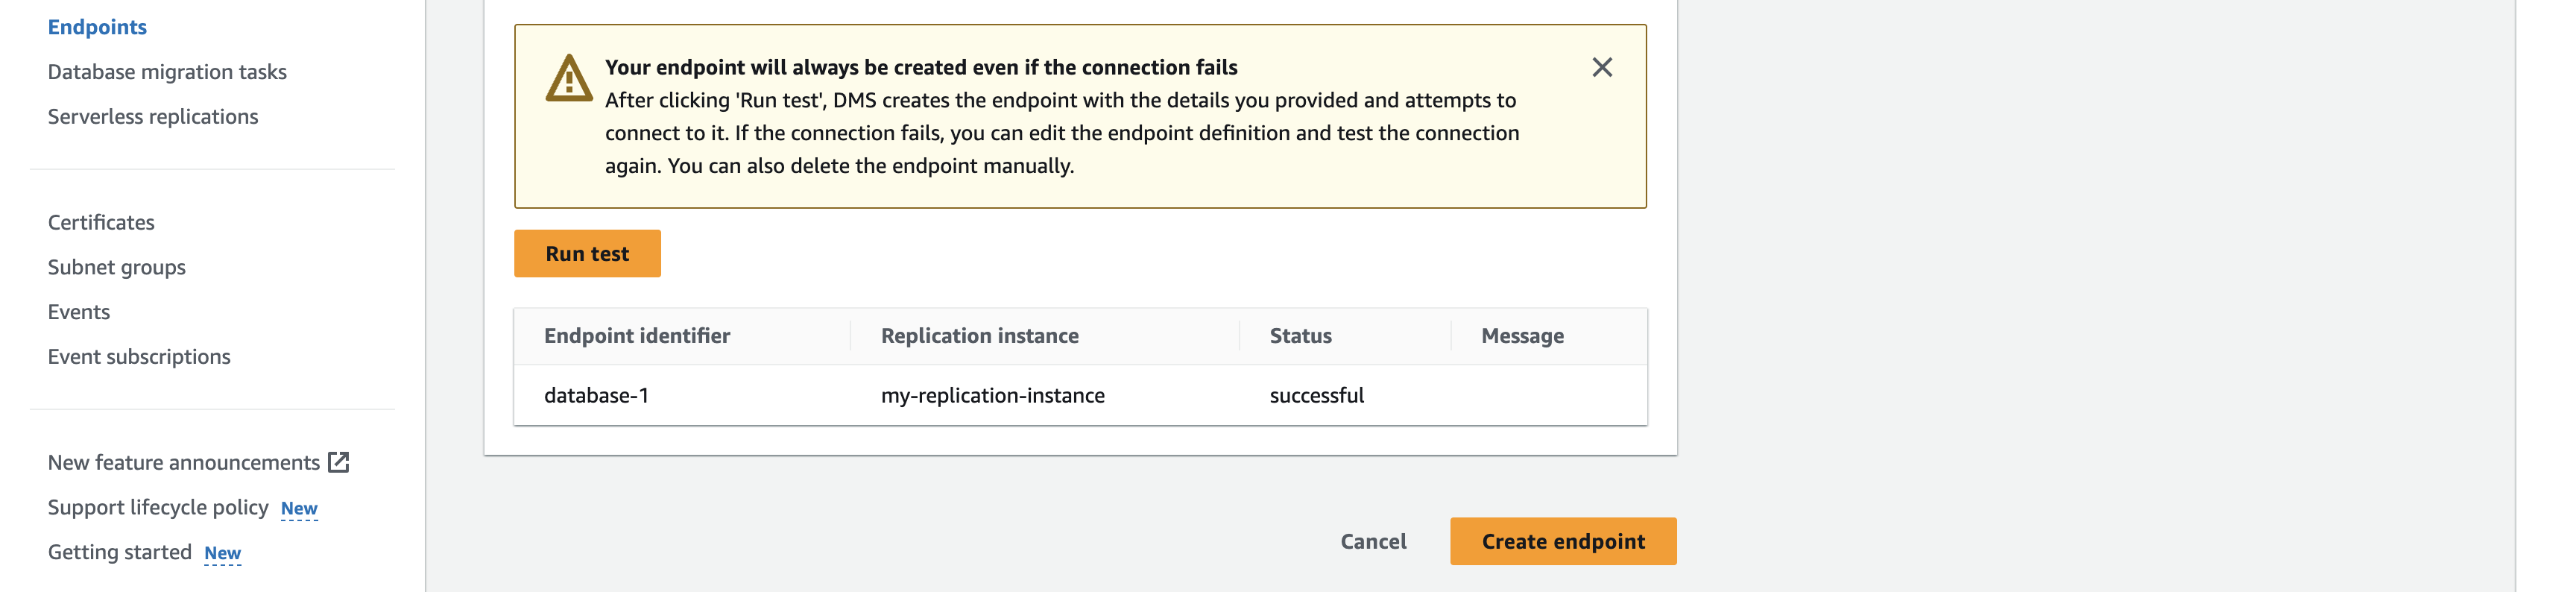 Endpoints
Database migration tasks
Serverless replications
Certificates
Subnet groups
Events
Event subscriptions
New feature announcements
Support lifecycle policy New
Getting started New
Your endpoint will always be created even if the connection fails
After clicking 'Run test', DMS creates the endpoint with the details you provided and attempts to
connect to it. If the connection fails, you can edit the endpoint definition and test the connection
again. You can also delete the endpoint manually.
Run test
Endpoint identifier Replication instance Status Message
database-1 my-replication-instance successful
Cancel Create endpoint